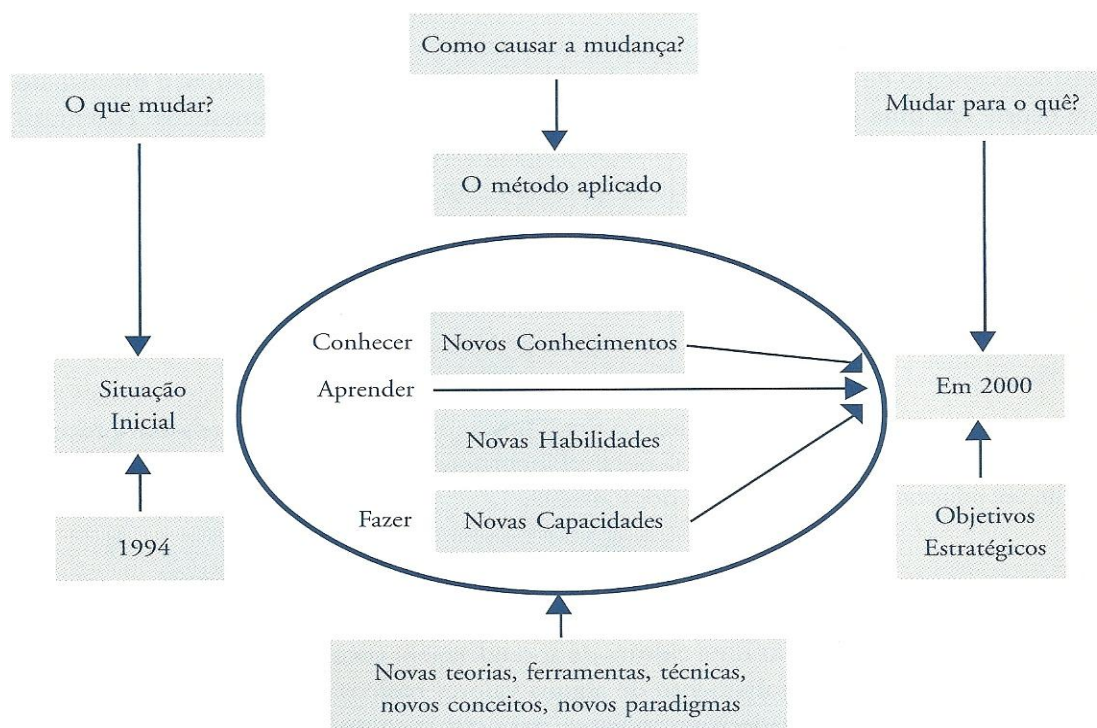 Como causar a mudança?
O que mudar?
Mudar para o quê?
O método aplicado
Conhecer
Novos Conhecimentos
Aprender
Situação
Inicial
Em 2000
Novas Habilidades
Fazer
Novas Capacidades
1994
Objetivos
Estratégicos
Novas teorias, ferramentas, técnicas,
novos conceitos, novos paradigmas